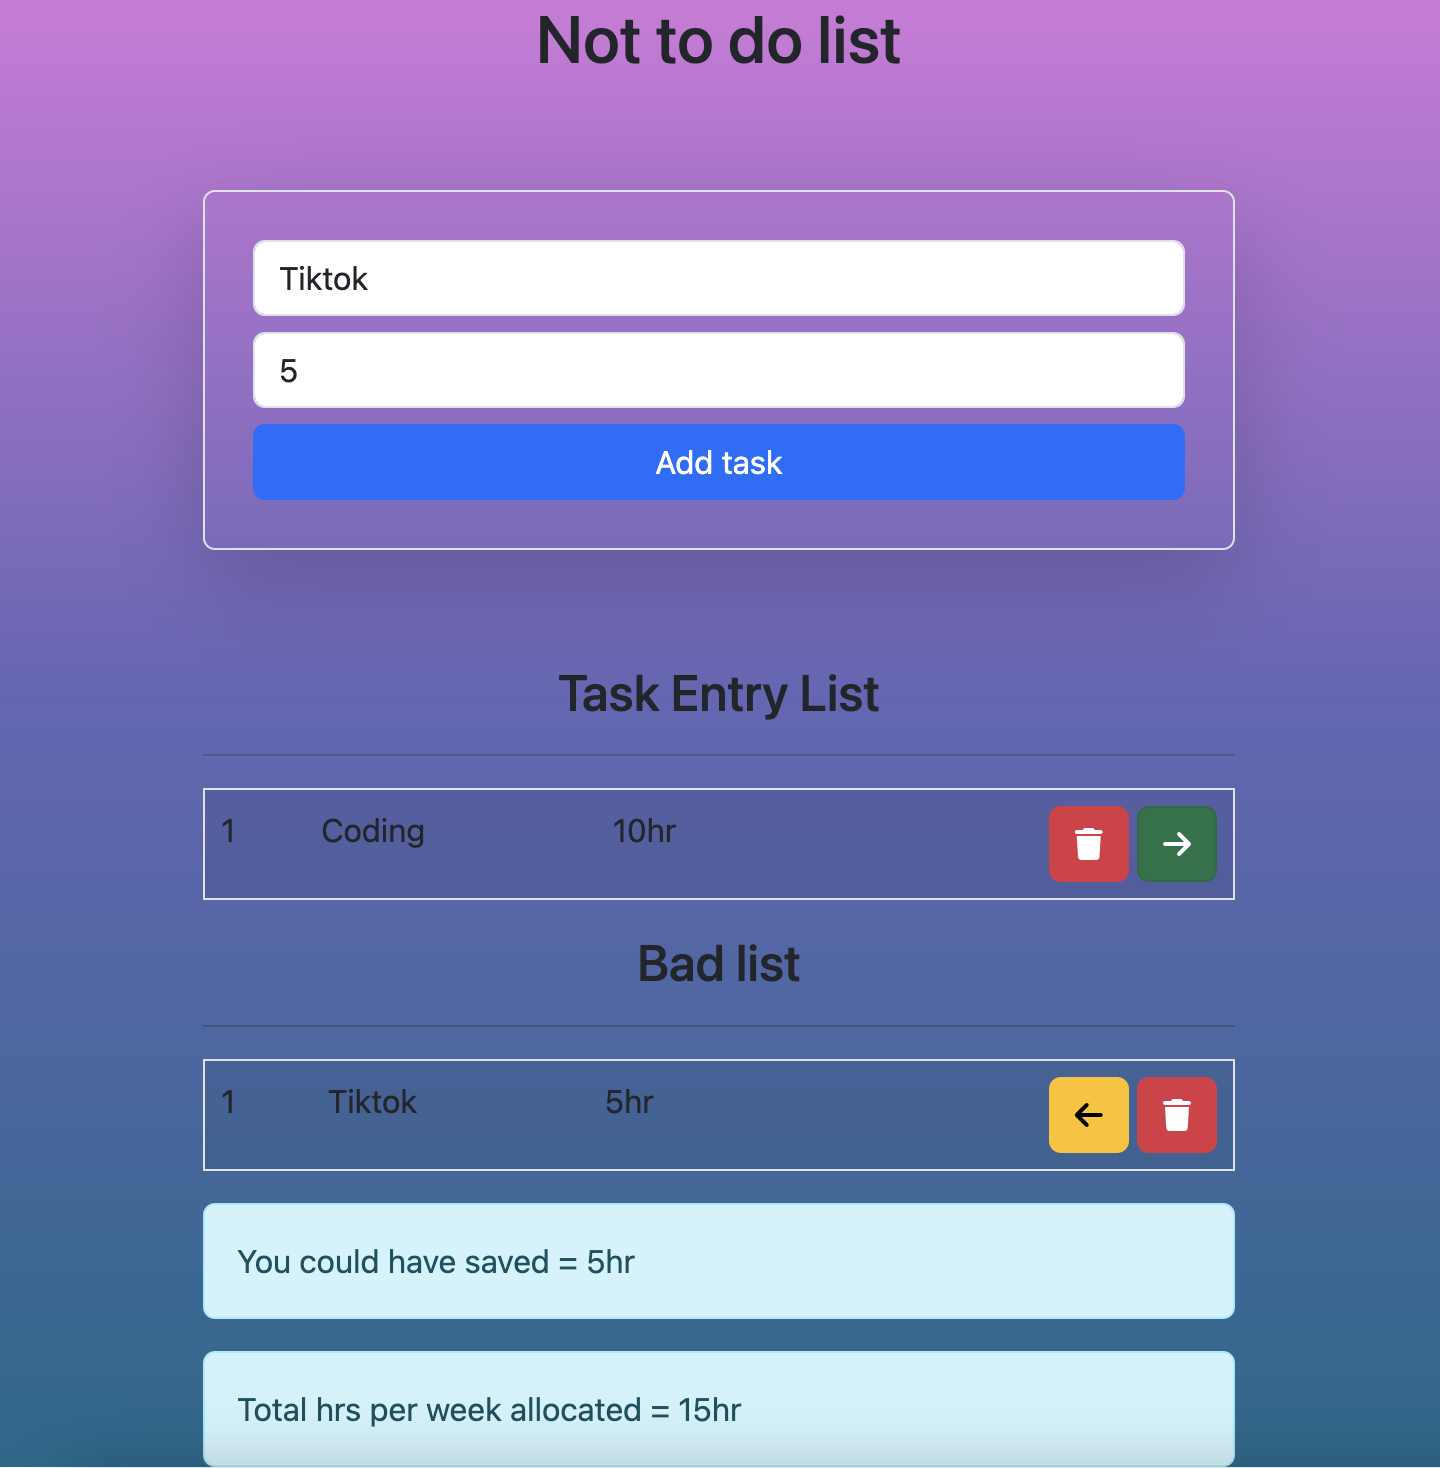 Not to do list
Tiktok
5
Add task
Task Entry List
1 Coding 10hr
Bad list
1 Tiktok 5hr
You could have saved = 5hr
Total hrs per week allocated = 15hr